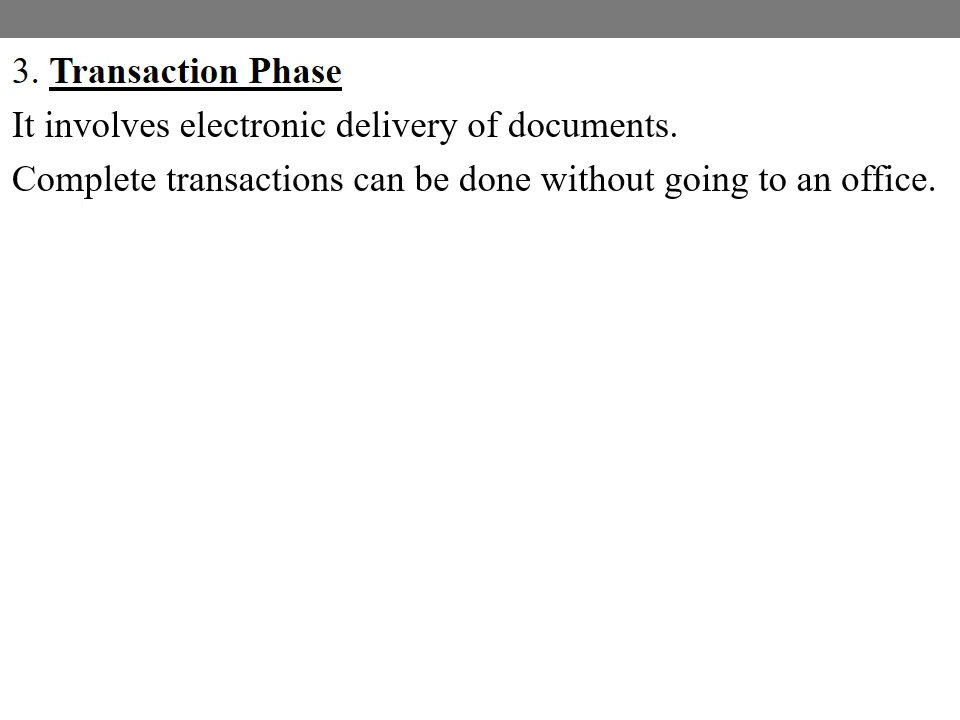 3. Transaction Phase
It involves electronic delivery of documents.
Complete transactions can be done without going to an office.